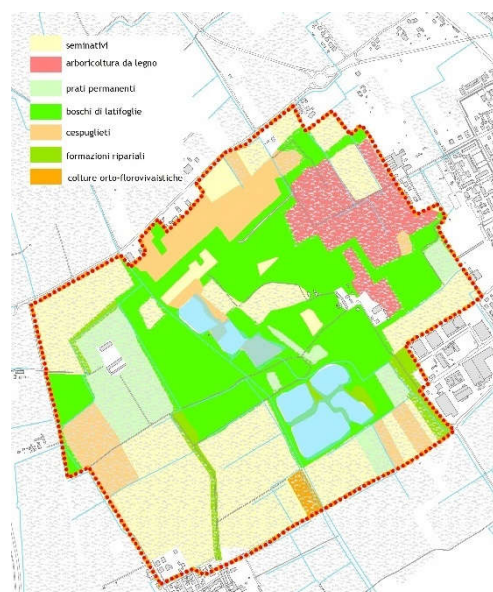 seminativi
arboricoltura da legno
prati permanenti
boschi di latifoglie
cespuglieti
formazioni ripariali
colture orto-florovivaistiche